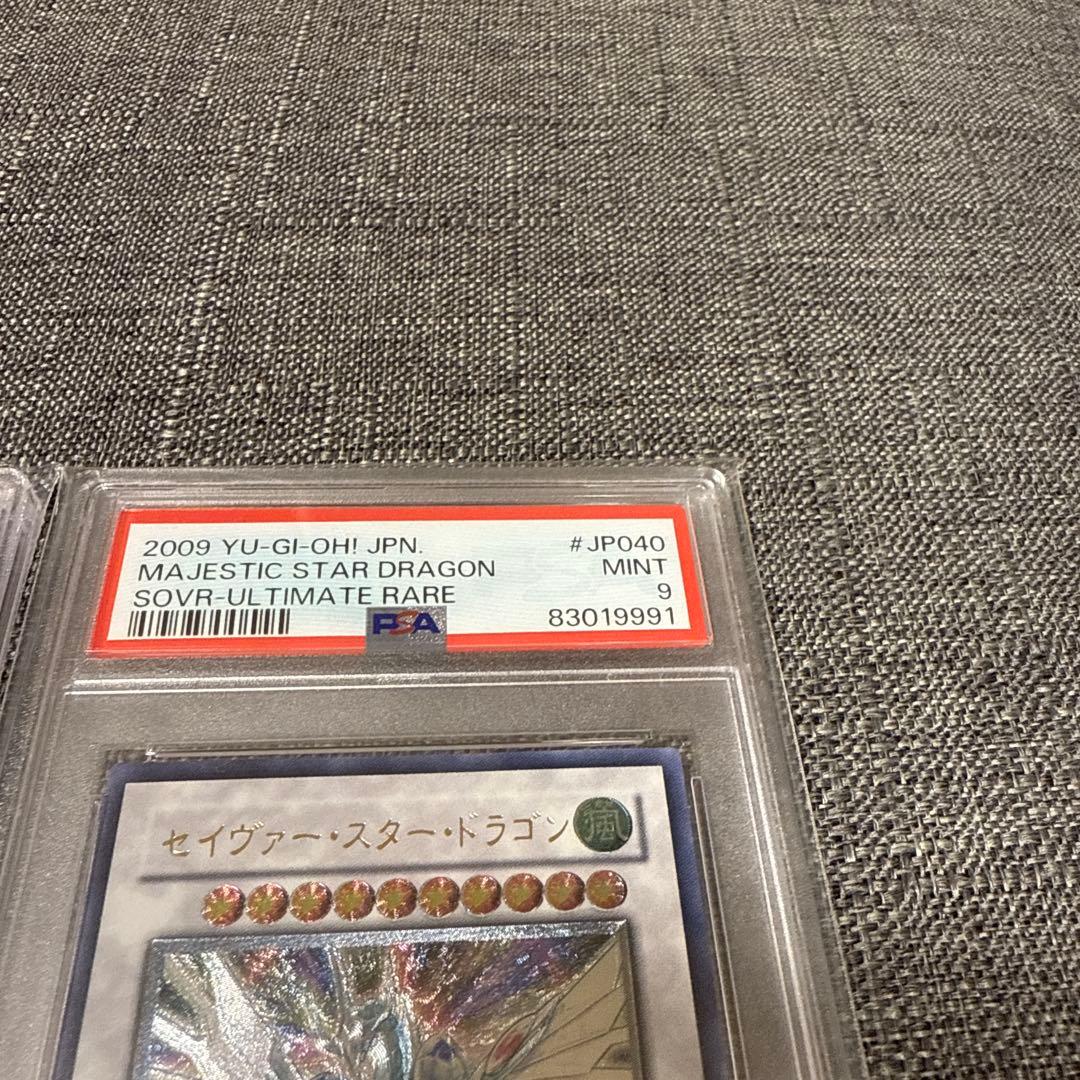 2009 YU-GI-OH! JPN. #JP040
MAJESTIC STAR DRAGON MINT
SOVR-ULTIMATE RARE 9
PSA 83019991
セイヴァー・スター・ドラゴン 風